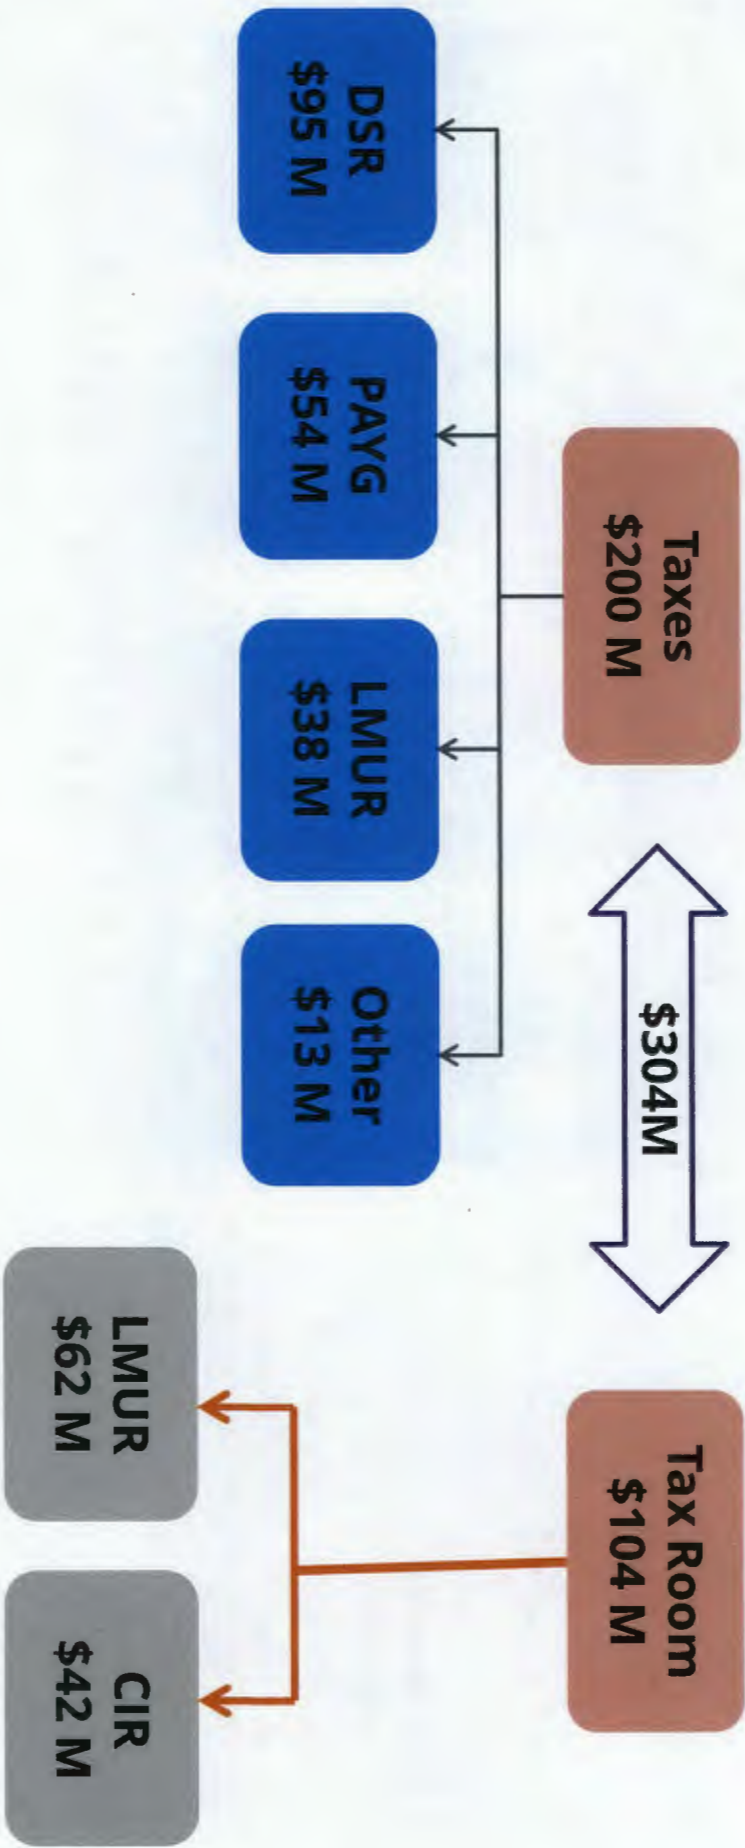 Taxes
$200 M
$304M
Tax Room
$104 M
DSR
$95 M
PAYG
$54 M
LMUR
$38 M
Other
$13 M
LMUR
$62 M
CIR
$42 M